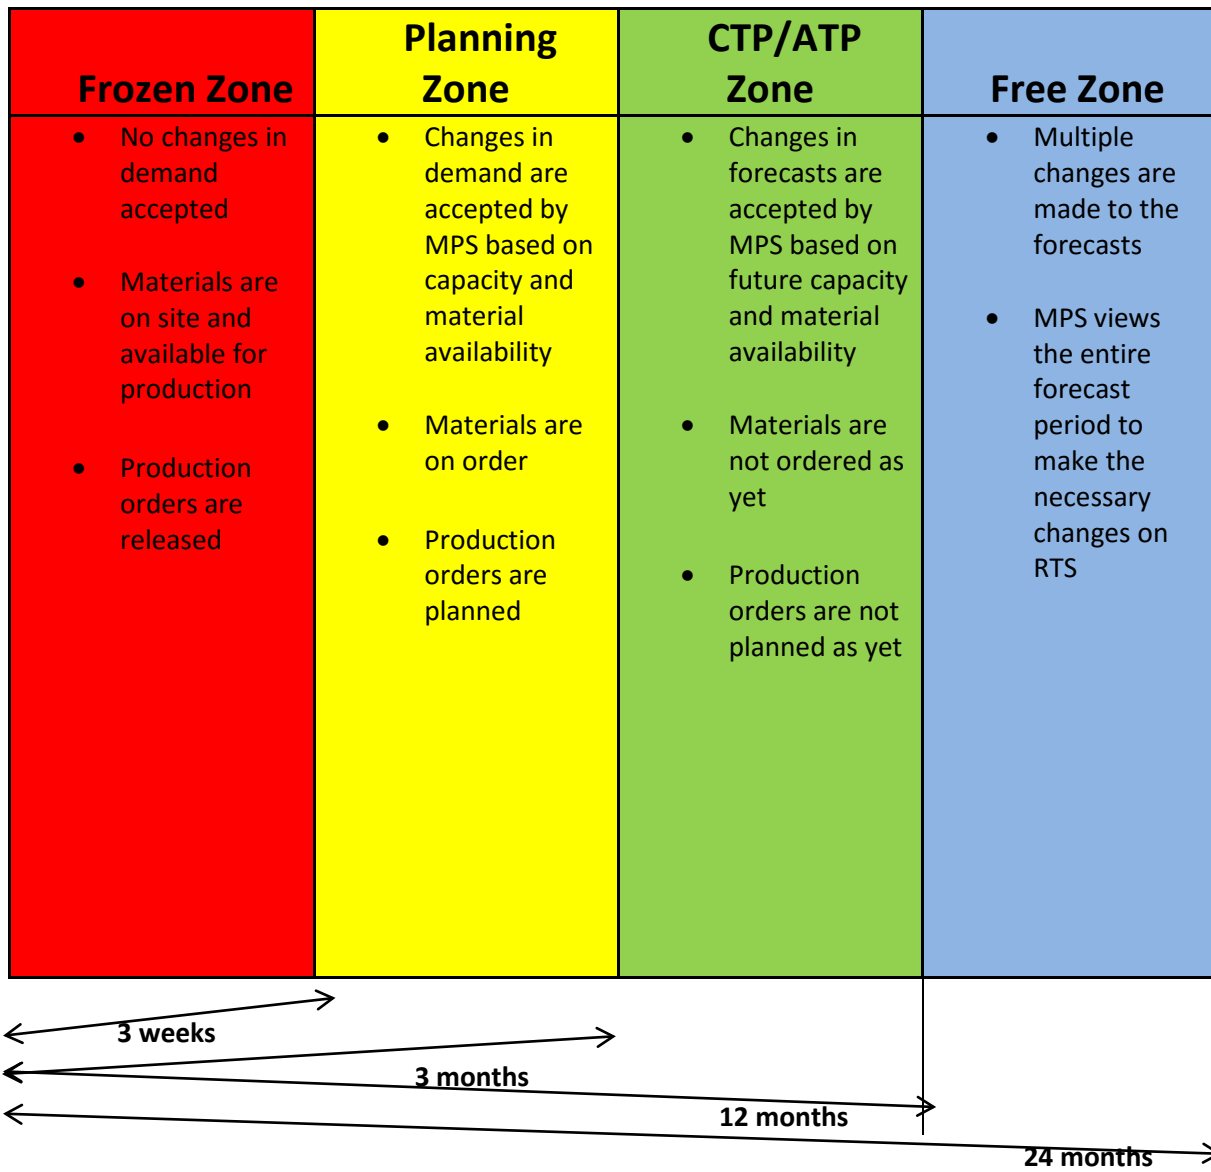 Frozen Zone
Planning
Zone
CTP/ATP
Zone
Free Zone
• No changes in
demand
accepted
• Materials are
on site and
available for
production
• Production
orders are
released
• Changes in
demand are
accepted by
MPS based on
capacity and
material
availability
• Materials are
on order
• Production
orders are
planned
• Changes in
forecasts are
accepted by
MPS based on
future capacity
and material
availability
• Materials are
not ordered as
yet
• Production
orders are not
planned as yet
• Multiple
changes are
made to the
forecasts
• MPS views
the entire
forecast
period to
make the
necessary
changes on
RTS
3 weeks
3 months
12 months
24 months